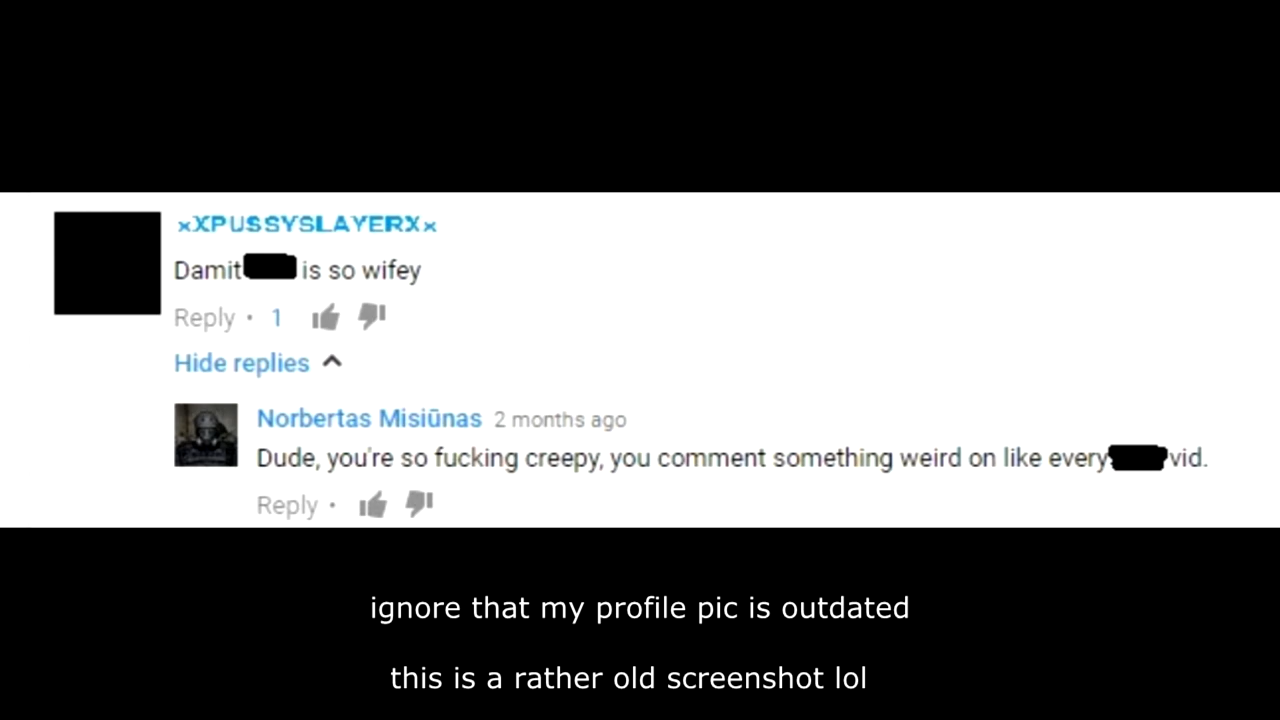 xXPUSSYSLAYERXx
Damit is so wifey
Reply • 1
Hide replies
Norbertas Misiūnas 2 months ago
Dude, you're so fucking creepy, you comment something weird on like every vid.
Reply •
ignore that my profile pic is outdated
this is a rather old screenshot lol